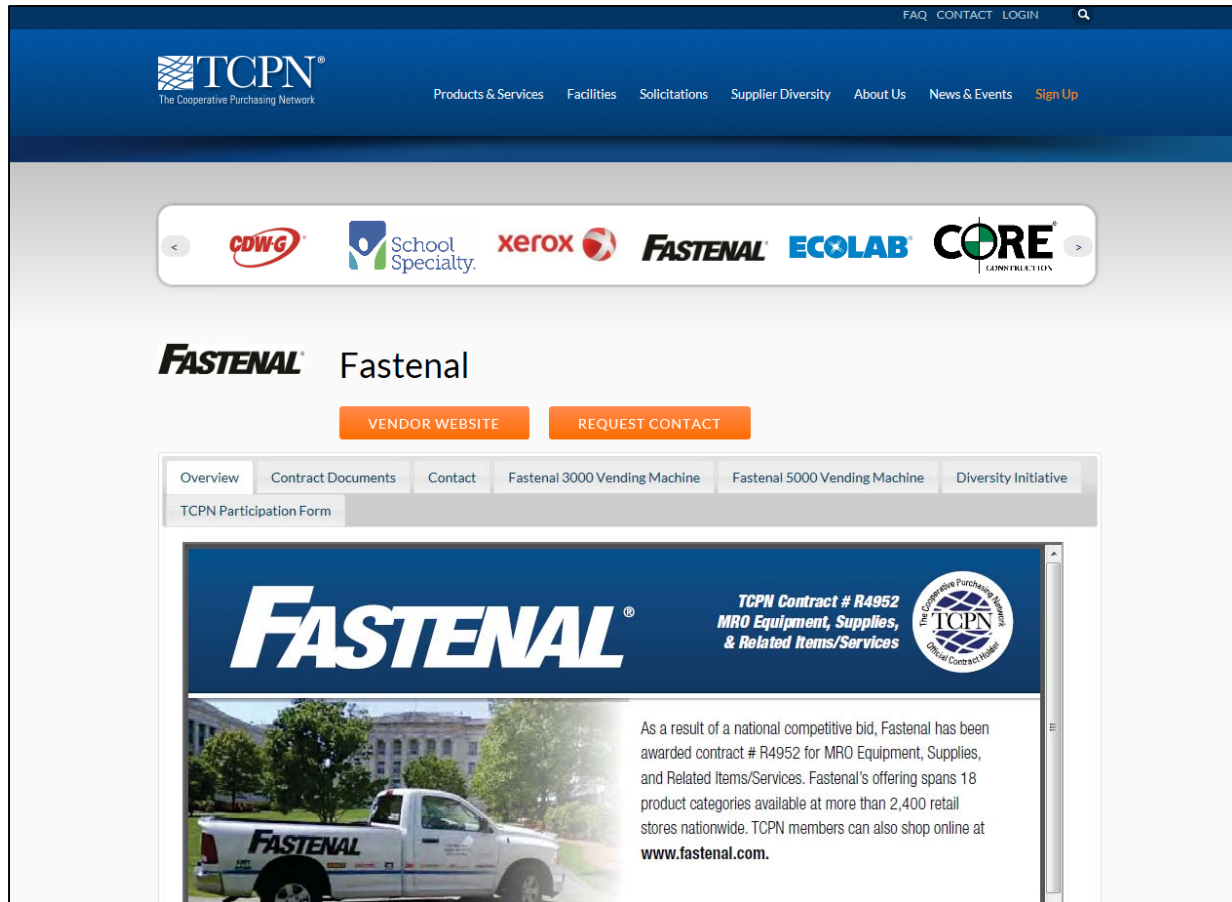 FAQ CONTACT LOGIN
TCPN®
The Cooperative Purchasing Network
Products & Services Facilities Solicitations Supplier Diversity About Us News & Events Sign Up
< CDW·G School Specialty. xerox FASTENAL ECOLAB® CORE® CONSTRUCTION >
FASTENAL Fastenal
VENDOR WEBSITE REQUEST CONTACT
Overview Contract Documents Contact Fastenal 3000 Vending Machine Fastenal 5000 Vending Machine Diversity Initiative
TCPN Participation Form
FASTENAL®
TCPN Contract # R4952
MRO Equipment, Supplies,
& Related Items/Services
The Cooperative Purchasing Network
TCPN
Official Contract Holder
As a result of a national competitive bid, Fastenal has been
awarded contract # R4952 for MRO Equipment, Supplies,
and Related Items/Services. Fastenal's offering spans 18
product categories available at more than 2,400 retail
stores nationwide. TCPN members can also shop online at
www.fastenal.com.
FASTENAL